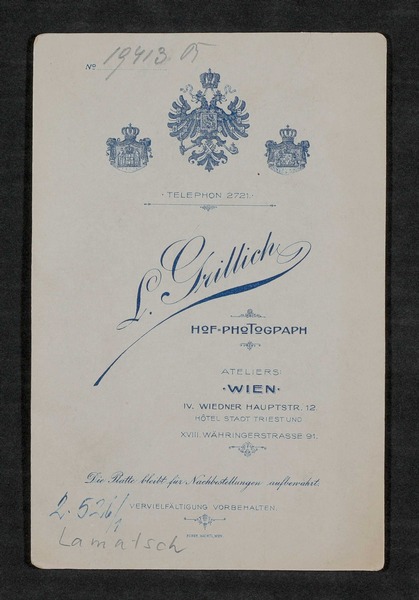 No 19413 05
TELEPHON 2721.
L. Grillich
HOF-PHOTOGRAPH
ATELIERS:
·WIEN·
IV. WIEDNER HAUPTSTR. 12
HÔTEL STADT TRIEST UND
XVIII. WÄHRINGERSTRASSE 91.
Die Platte bleibt für Nachbestellungen aufbewahrt.
VERVIELFÄLTIGUNG VORBEHALTEN.
Lamatsch